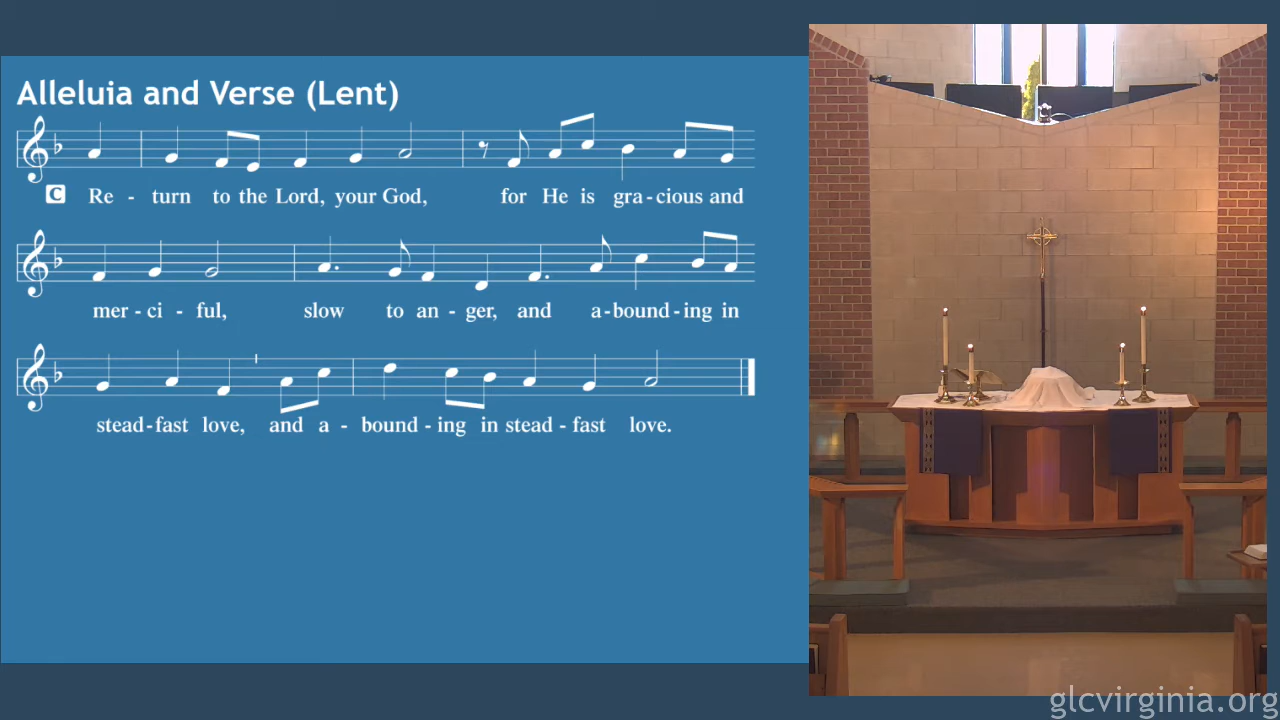 Alleluia and Verse (Lent)
C Re - turn to the Lord, your God, for He is gra - cious and
mer - ci - ful, slow to an - ger, and a - bound - ing in
stead - fast love, and a - bound - ing in stead - fast love.
glcvirginia.org